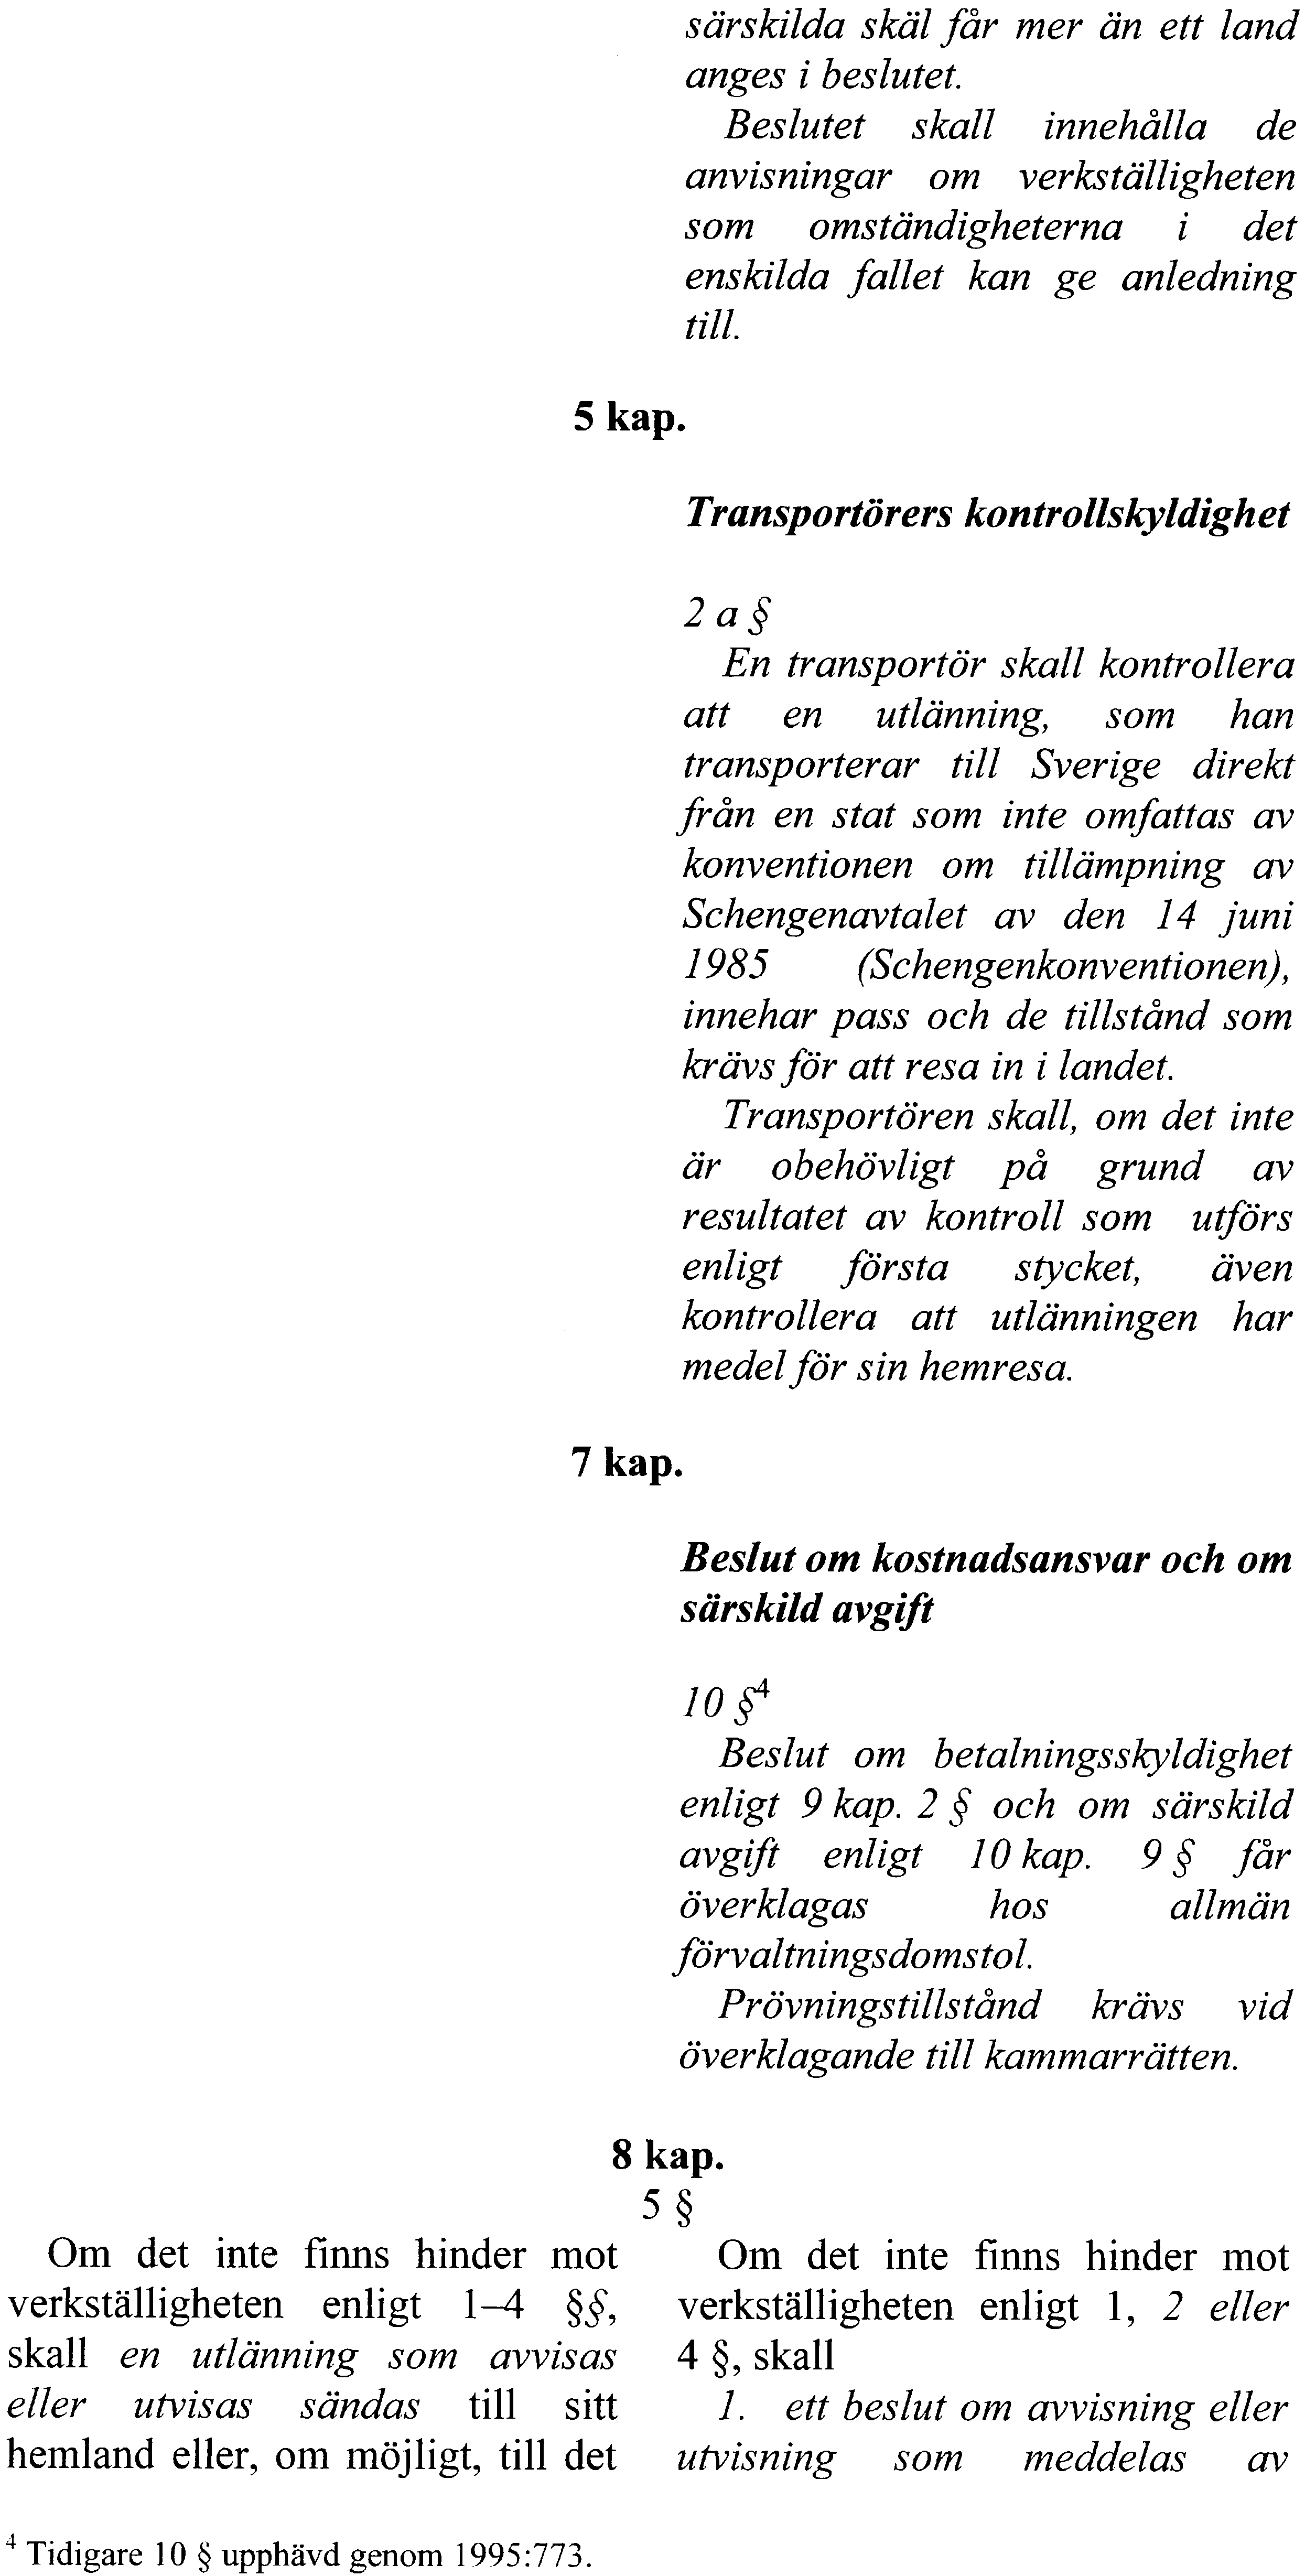 särskilda skäl får mer än ett land
anges i beslutet.
Beslutet skall innehålla de
anvisningar om verkställigheten
som omständigheterna i det
enskilda fallet kan ge anledning
till.
5 kap.
Transportörers kontrollskyldighet
2 a §
En transportör skall kontrollera
att en utlänning, som han
transporterar till Sverige direkt
från en stat som inte omfattas av
konventionen om tillämpning av
Schengenavtalet av den 14 juni
1985 (Schengenkonventionen),
innehar pass och de tillstånd som
krävs för att resa in i landet.
Transportören skall, om det inte
är obehövligt på grund av
resultatet av kontroll som utförs
enligt första stycket, även
kontrollera att utlänningen har
medel för sin hemresa.
7 kap.
Beslut om kostnadsansvar och om
särskild avgift
10 §⁴
Beslut om betalningsskyldighet
enligt 9 kap. 2 § och om särskild
avgift enligt 10 kap. 9 § får
överklagas hos allmän
förvaltningsdomstol.
Prövningstillstånd krävs vid
överklagande till kammarrätten.
8 kap.
5 §
Om det inte finns hinder mot
verkställigheten enligt 1–4 §§,
skall en utlänning som avvisas
eller utvisas sändas till sitt
hemland eller, om möjligt, till det
Om det inte finns hinder mot
verkställigheten enligt 1, 2 eller
4 §, skall
1. ett beslut om avvisning eller
utvisning som meddelas av
⁴ Tidigare 10 § upphävd genom 1995:773.